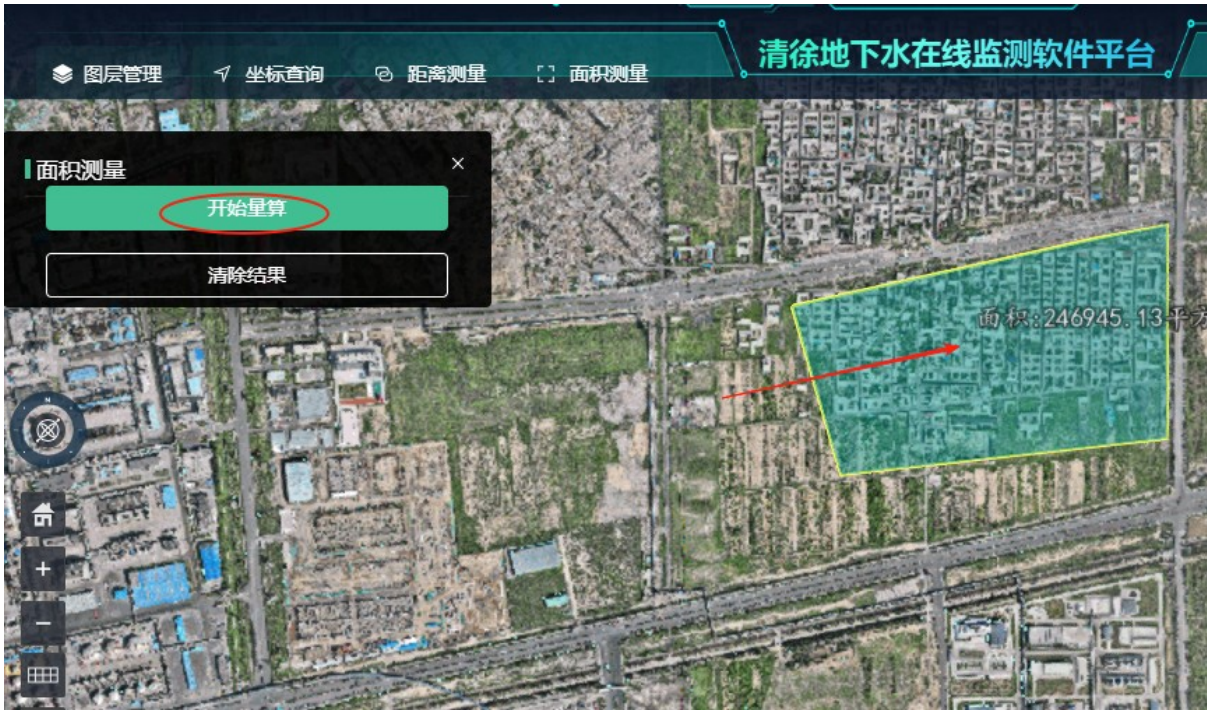 清徐地下水在线监测软件平台
图层管理 坐标查询 距离测量 面积测量
面积测量
开始量算
清除结果
面积:246945.13平方
N